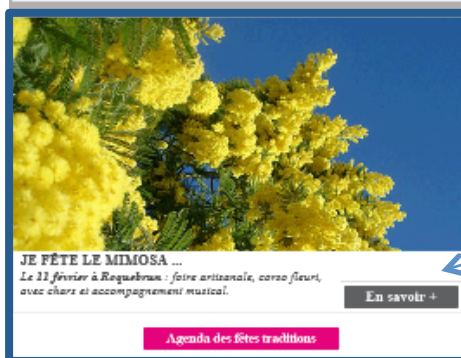 JE FÊTE LE MIMOSA ...
Le 11 février à Roquebrun : foire artisanale, corso fleuri,
avec chars et accompagnement musical.
En savoir +
Agenda des fêtes traditions